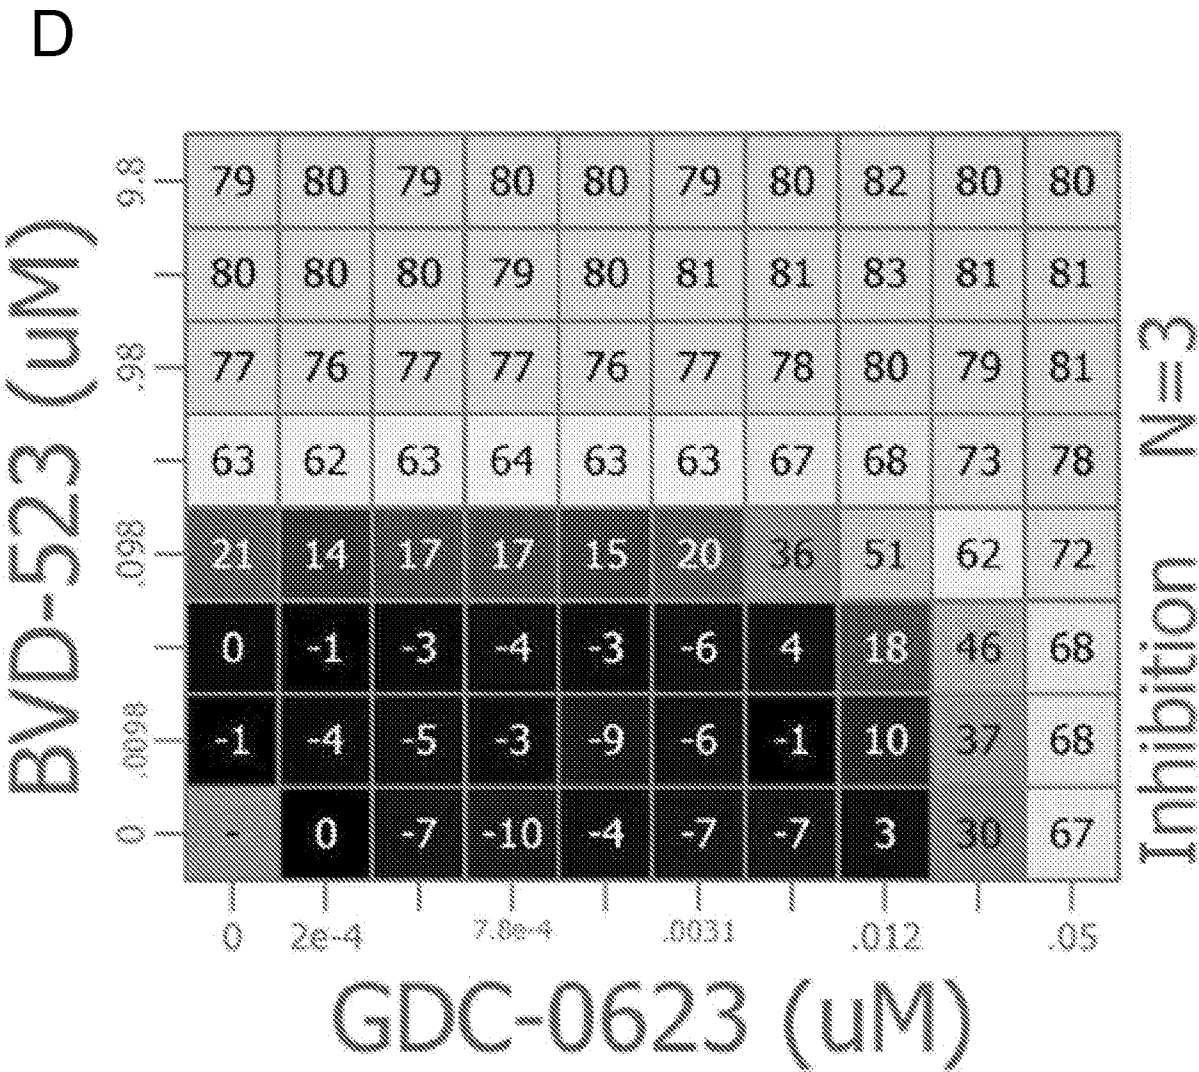 D
BVD-523 (uM)
9.8
.98
.098
.0098
0
79 80 79 80 80 79 80 82 80 80
80 80 80 79 80 81 81 83 81 81
77 76 77 77 76 77 78 80 79 81
63 62 63 64 63 63 67 68 73 78
21 14 17 17 15 20 36 51 62 72
0 -1 -3 -4 -3 -6 4 18 46 68
-1 -4 -5 -3 -9 -6 -1 10 37 68
- 0 -7 -10 -4 -7 -7 3 30 67
0 2e-4 7.8e-4 .0031 .012 .05
GDC-0623 (uM)
Inhibition N=3